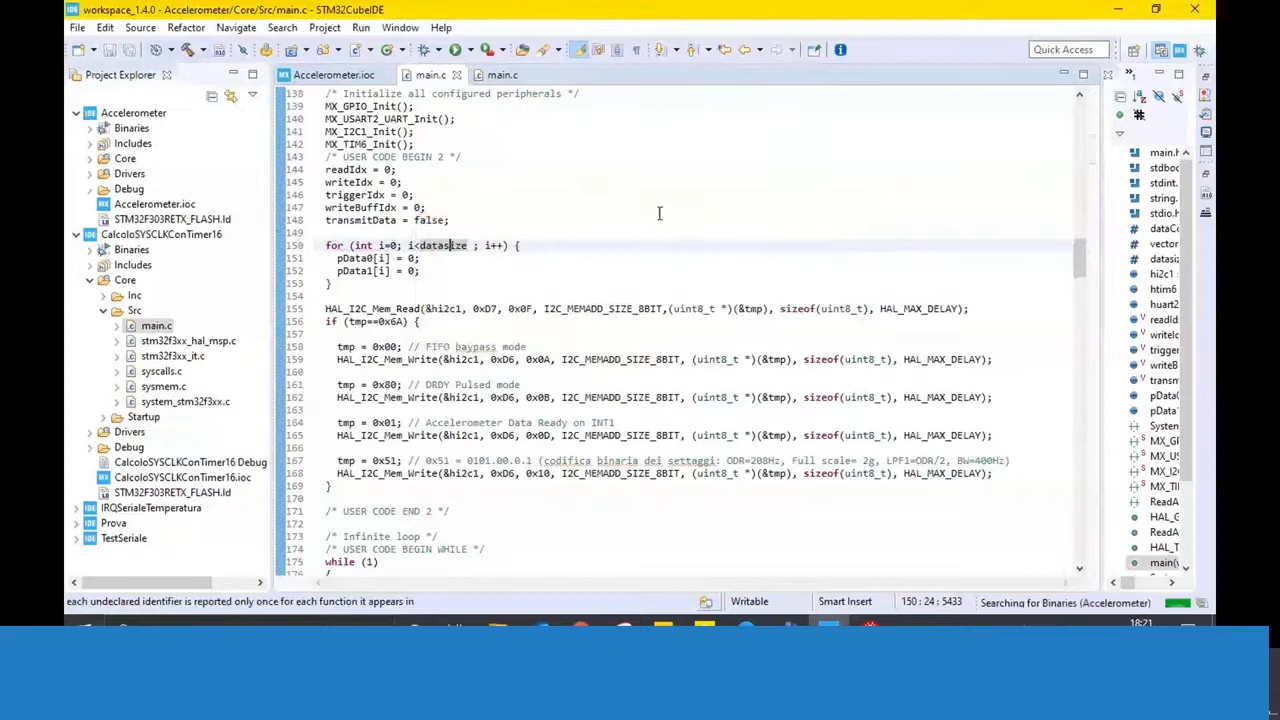 workspace_1.4.0 - Accelerometer/Core/Src/main.c - STM32CubeIDE
File Edit Source Refactor Navigate Search Project Run Window Help
Quick Access
Project Explorer
Accelerometer.ioc main.c main.c
Accelerometer
Binaries
Includes
Core
Drivers
Debug
Accelerometer.ioc
STM32F303RETX_FLASH.ld
CalcoloSYSCLKConTimer16
Binaries
Includes
Core
Inc
Src
main.c
stm32f3xx_hal_msp.c
stm32f3xx_it.c
syscalls.c
sysmem.c
system_stm32f3xx.c
Startup
Drivers
Debug
CalcoloSYSCLKConTimer16 Debug
CalcoloSYSCLKConTimer16.ioc
STM32F303RETX_FLASH.ld
IRQSerialeTemperatura
Prova
TestSeriale
138 /* Initialize all configured peripherals */
139 MX_GPIO_Init();
140 MX_USART2_UART_Init();
141 MX_I2C1_Init();
142 MX_TIM6_Init();
143 /* USER CODE BEGIN 2 */
144 readIdx = 0;
145 writeIdx = 0;
146 triggerIdx = 0;
147 writeBuffIdx = 0;
148 transmitData = false;
149
150 for (int i=0; i<datasize ; i++) {
151 pData0[i] = 0;
152 pData1[i] = 0;
153 }
154
155 HAL_I2C_Mem_Read(&hi2c1, 0xD7, 0x0F, I2C_MEMADD_SIZE_8BIT,(uint8_t *)(&tmp), sizeof(uint8_t), HAL_MAX_DELAY);
156 if (tmp==0x6A) {
157
158 tmp = 0x00; // FIFO baypass mode
159 HAL_I2C_Mem_Write(&hi2c1, 0xD6, 0x0A, I2C_MEMADD_SIZE_8BIT, (uint8_t *)(&tmp), sizeof(uint8_t), HAL_MAX_DELAY);
160
161 tmp = 0x80; // DRDY Pulsed mode
162 HAL_I2C_Mem_Write(&hi2c1, 0xD6, 0x0B, I2C_MEMADD_SIZE_8BIT, (uint8_t *)(&tmp), sizeof(uint8_t), HAL_MAX_DELAY);
163
164 tmp = 0x01; // Accelerometer Data Ready on INT1
165 HAL_I2C_Mem_Write(&hi2c1, 0xD6, 0x0D, I2C_MEMADD_SIZE_8BIT, (uint8_t *)(&tmp), sizeof(uint8_t), HAL_MAX_DELAY);
166
167 tmp = 0x51; // 0x51 = 0101.00.0.1 (codifica binaria dei settaggi: ODR=208Hz, Full scale= 2g, LPF1=ODR/2, BW=400Hz)
168 HAL_I2C_Mem_Write(&hi2c1, 0xD6, 0x10, I2C_MEMADD_SIZE_8BIT, (uint8_t *)(&tmp), sizeof(uint8_t), HAL_MAX_DELAY);
169 }
170
171 /* USER CODE END 2 */
172
173 /* Infinite loop */
174 /* USER CODE BEGIN WHILE */
175 while (1)
176 {
main.h
stdboo
stdint.
string.
stdio.h
dataCo
vector
hi2c1 :
htim6
huart2
readId
writeIc
trigger
writeB
transm
pData
pData
System
MX_GP
MX_US
MX_I2
MX_TIM
ReadA
HAL_G
ReadA
HAL_T
main(v
each undeclared identifier is reported only once for each function it appears in
Writable Smart Insert 150 : 24 : 5433 Searching for Binaries (Accelerometer)
18:21